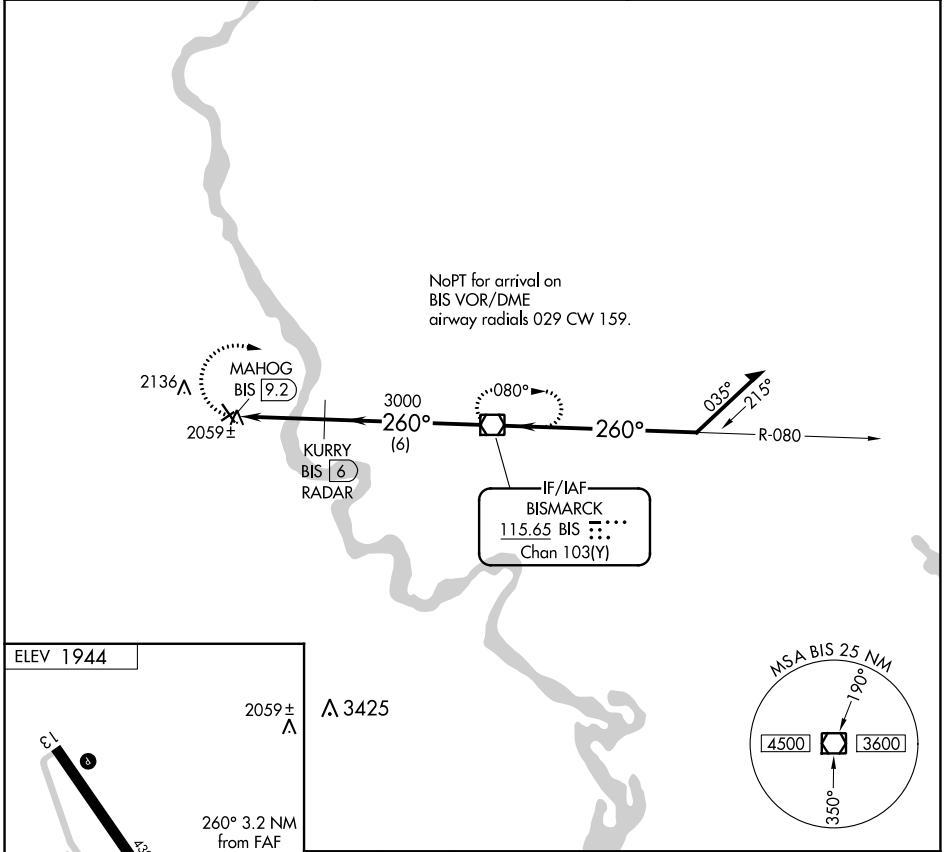 NoPT for arrival on
BIS VOR/DME
airway radials 029 CW 159.
2136
MAHOG
BIS 9.2
2059±
3000
260°
(6)
080°
260°
035°
215°
R-080
KURRY
BIS 6
RADAR
IF/IAF
BISMARCK
115.65 BIS
Chan 103(Y)
ELEV 1944
2059±
3425
13
P
260° 3.2 NM
from FAF
MSA BIS 25 NM
190°
4500
3600
350°